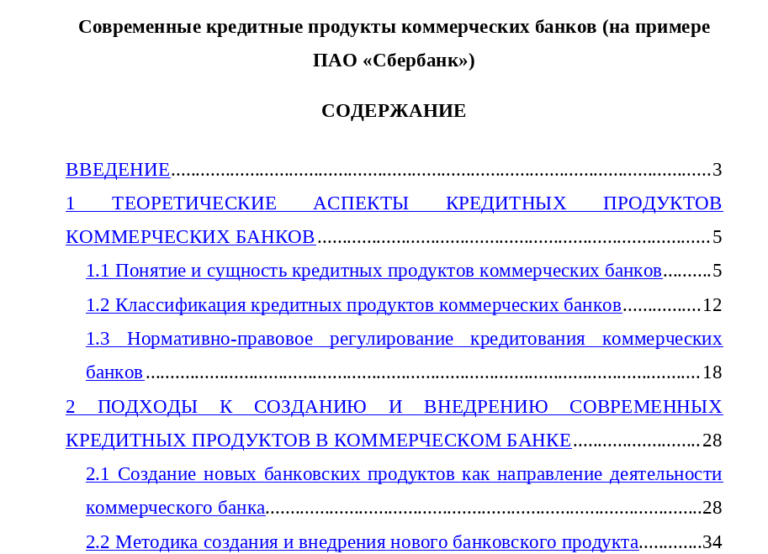 Современные кредитные продукты коммерческих банков (на примере
ПАО «Сбербанк»)
СОДЕРЖАНИЕ
ВВЕДЕНИЕ..............................................................................................................3
1 ТЕОРЕТИЧЕСКИЕ АСПЕКТЫ КРЕДИТНЫХ ПРОДУКТОВ
КОММЕРЧЕСКИХ БАНКОВ................................................................................5
1.1 Понятие и сущность кредитных продуктов коммерческих банков..........5
1.2 Классификация кредитных продуктов коммерческих банков................12
1.3 Нормативно-правовое регулирование кредитования коммерческих
банков.................................................................................................................18
2 ПОДХОДЫ К СОЗДАНИЮ И ВНЕДРЕНИЮ СОВРЕМЕННЫХ
КРЕДИТНЫХ ПРОДУКТОВ В КОММЕРЧЕСКОМ БАНКЕ..........................28
2.1 Создание новых банковских продуктов как направление деятельности
коммерческого банка.........................................................................................28
2.2 Методика создания и внедрения нового банковского продукта.............34